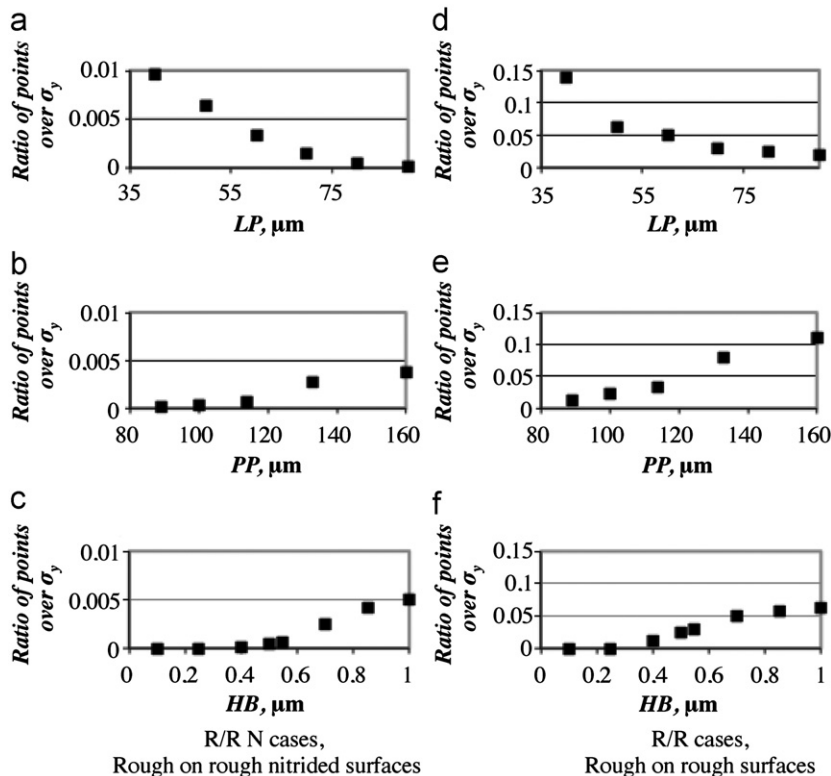 a
Ratio of points
over σy
0.01
0.005
0
35 55 75
LP, μm
d
Ratio of points
over σy
0.15
0.1
0.05
0
35 55 75
LP, μm
b
Ratio of points
over σy
0.01
0.005
0
80 100 120 140 160
PP, μm
e
Ratio of points
over σy
0.15
0.1
0.05
0
80 100 120 140 160
PP, μm
c
Ratio of points
over σy
0.01
0.005
0
0 0.2 0.4 0.6 0.8 1
HB, μm
R/R N cases,
Rough on rough nitrided surfaces
f
Ratio of points
over σy
0.15
0.1
0.05
0
0 0.2 0.4 0.6 0.8 1
HB, μm
R/R cases,
Rough on rough surfaces